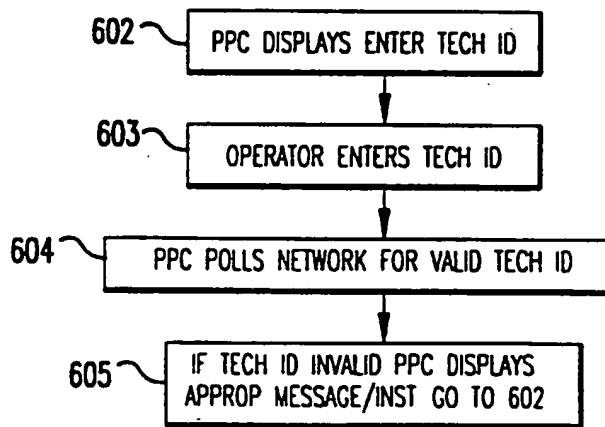 602
PPC DISPLAYS ENTER TECH ID
603
OPERATOR ENTERS TECH ID
604
PPC POLLS NETWORK FOR VALID TECH ID
605
IF TECH ID INVALID PPC DISPLAYS
APPROP MESSAGE/INST GO TO 602